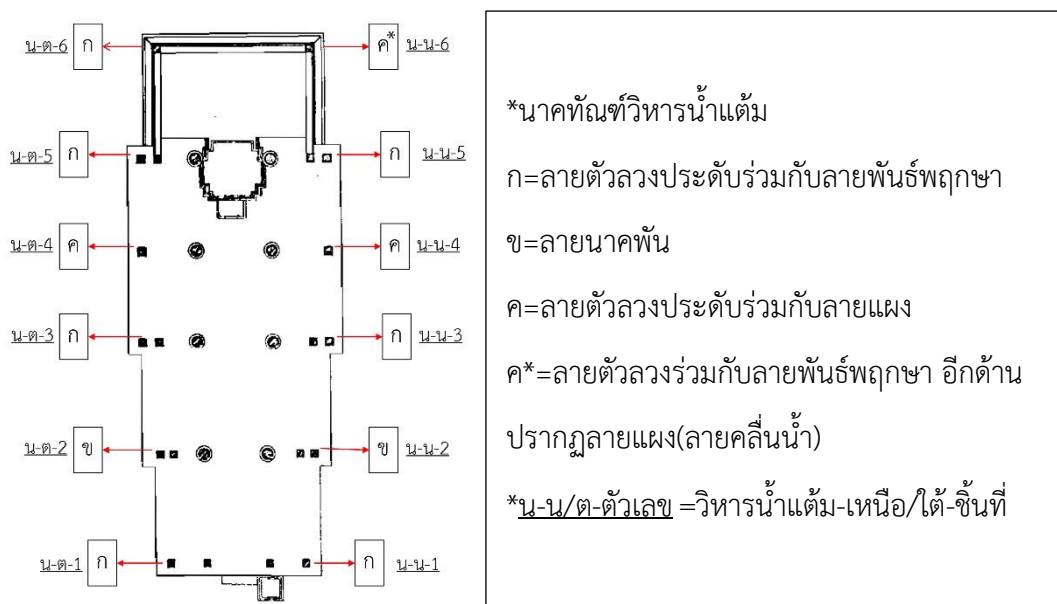 น-ต-6 ก ค* น-น-6
น-ต-5 ก ก น-น-5
น-ต-4 ค ค น-น-4
น-ต-3 ก ก น-น-3
น-ต-2 ข ข น-น-2
น-ต-1 ก ก น-น-1
*นาคทัณฑ์วิหารน้ำแต้ม
ก=ลายตัวลวงประดับร่วมกับลายพันธ์พฤกษา
ข=ลายนาคพัน
ค=ลายตัวลวงประดับร่วมกับลายแผง
ค*=ลายตัวลวงร่วมกับลายพันธ์พฤกษา อีกด้าน
ปรากฏลายแผง(ลายคลื่นน้ำ)
*น-น/ต-ตัวเลข =วิหารน้ำแต้ม-เหนือ/ใต้-ชิ้นที่